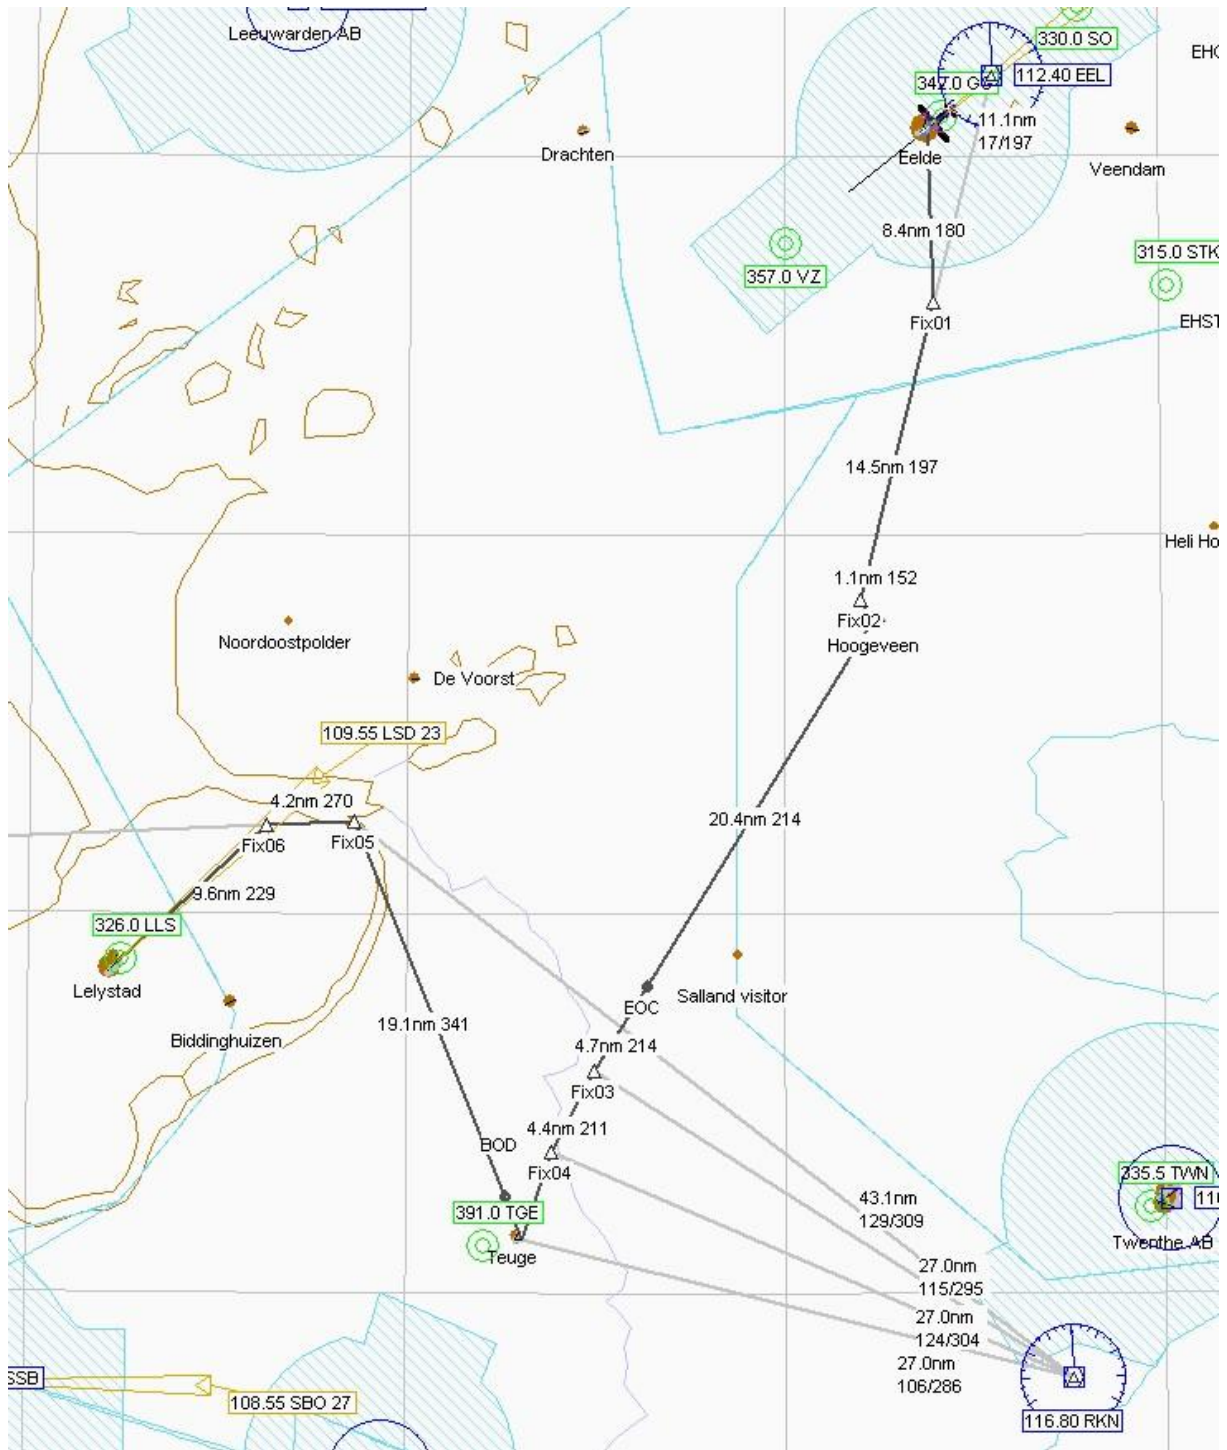 Leeuwarden AB
330.0 SO
EHG
342.0 GG
112.40 EEL
11.1nm
17/197
Drachten
Eelde
Veendam
8.4nm 180
357.0 VZ
315.0 STK
Fix01
EHST
14.5nm 197
Heli Ho
1.1nm 152
Fix02
Hoogeveen
Noordoostpolder
De Voorst
109.55 LSD 23
4.2nm 270
Fix06
Fix05
20.4nm 214
9.6nm 229
326.0 LLS
Lelystad
Salland visitor
EOC
19.1nm 341
Biddinghuizen
4.7nm 214
Fix03
4.4nm 211
BOD
Fix04
335.5 TWN
11
43.1nm
129/309
391.0 TGE
Teuge
Twenthe AB
27.0nm
115/295
27.0nm
124/304
27.0nm
106/286
SSB
108.55 SBO 27
116.80 RKN